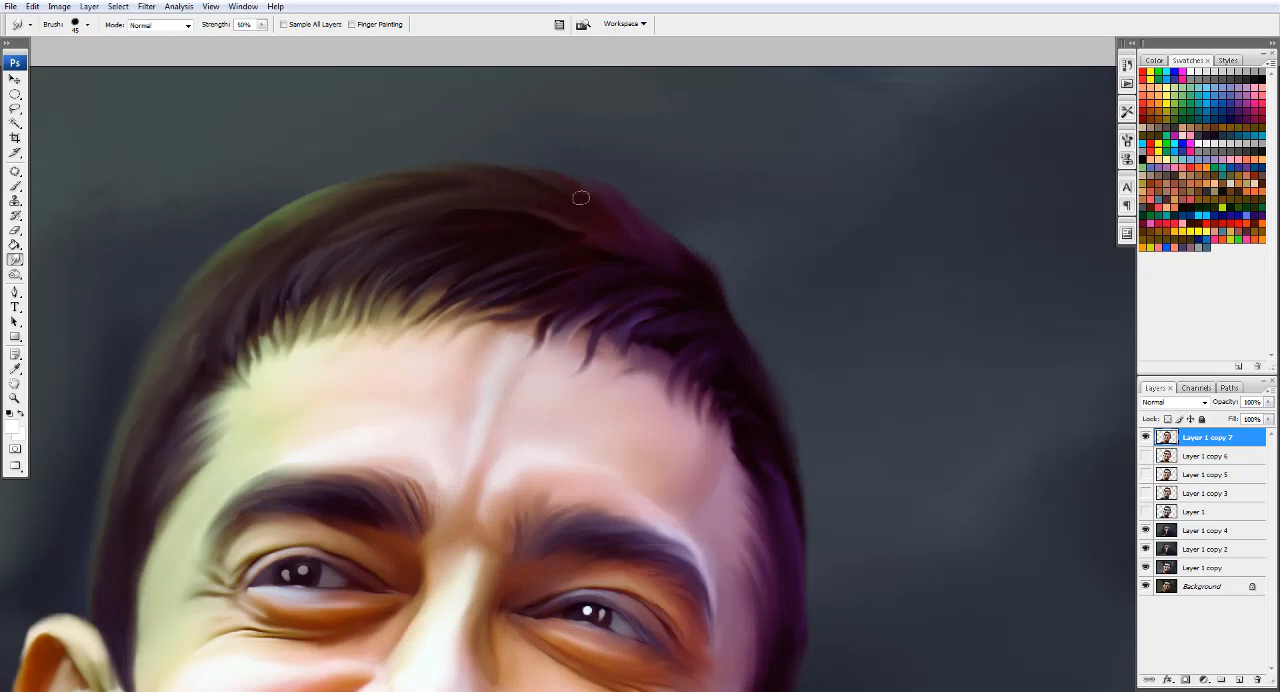 File Edit Image Layer Select Filter Analysis View Window Help
Brush: 45 Mode: Normal Strength: 50% Sample All Layers Finger Painting Workspace
Ps
Color Swatches × Styles
A
T
Layers × Channels Paths
Normal Opacity: 100%
Lock: Fill: 100%
Layer 1 copy 7
Layer 1 copy 6
Layer 1 copy 5
Layer 1 copy 3
Layer 1
Layer 1 copy 4
Layer 1 copy 2
Layer 1 copy
Background
fx